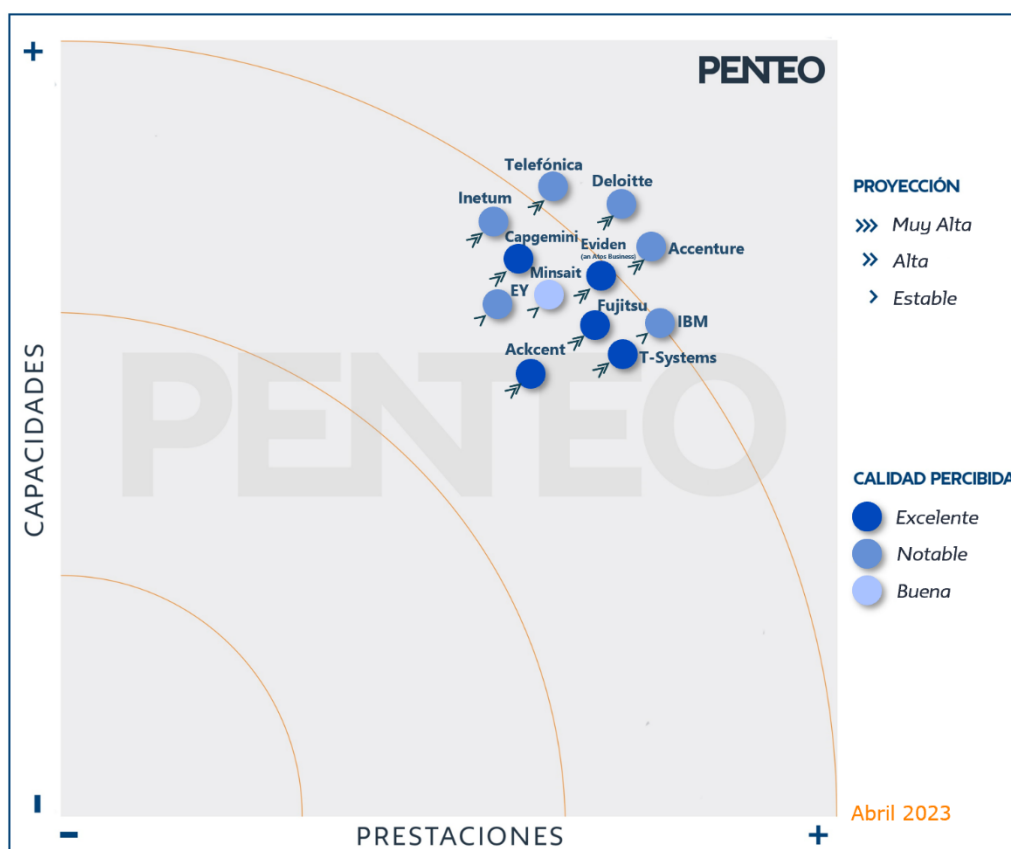 +
PENTEO
Telefónica
Deloitte
Inetum
Capgemini
Eviden
(an Atos Business)
Accenture
Minsait
EY
Fujitsu
IBM
Ackcent
T-Systems
PENTEO
CAPACIDADES
-
-
PRESTACIONES
+
PROYECCIÓN
Muy Alta
Alta
Estable
CALIDAD PERCIBIDA
Excelente
Notable
Buena
Abril 2023